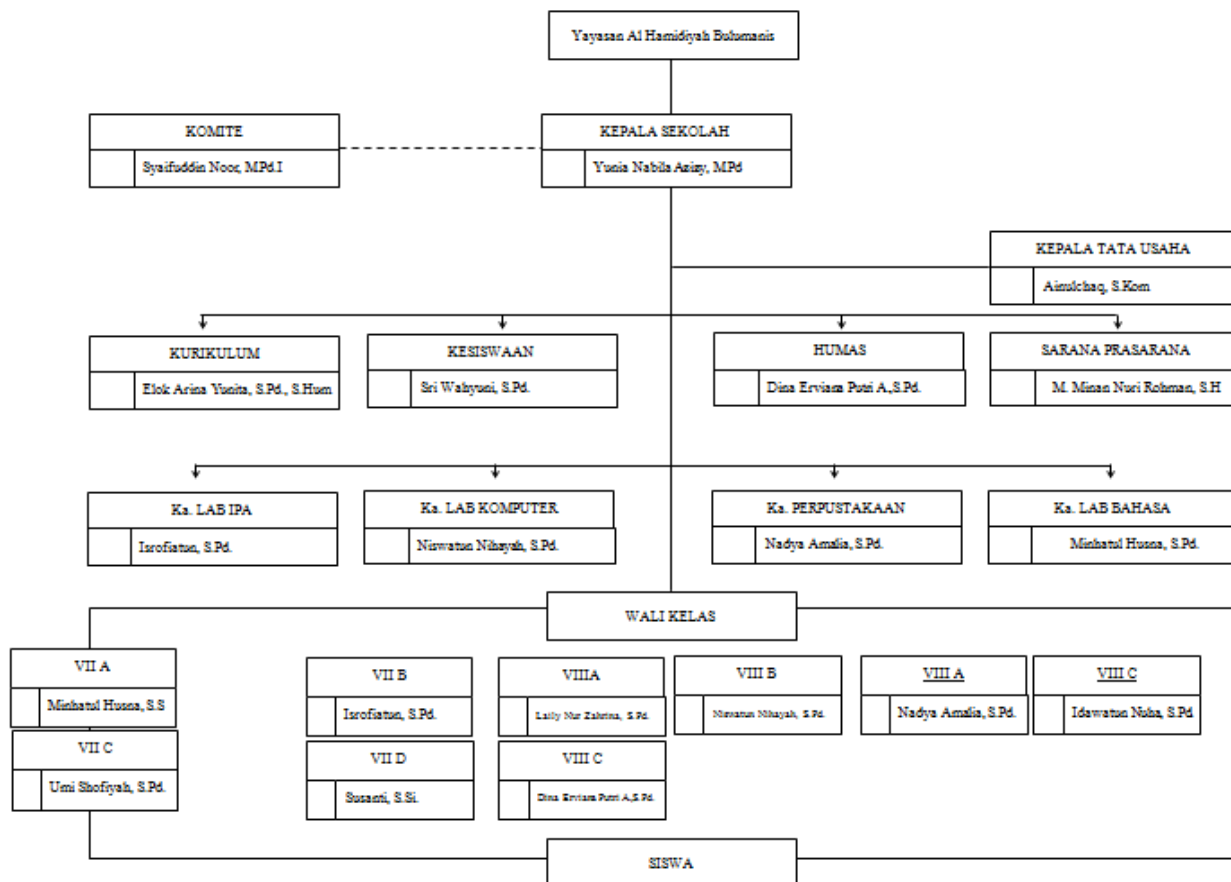 Yayasan Al Hamidiyah Bulumanis
KOMITE
Syaifuddin Noor, M.Pd.I
KEPALA SEKOLAH
Yunia Nabila Azizy, M.Pd
KEPALA TATA USAHA
Ainulchaq, S.Kom
KURIKULUM
Elok Arina Yunita, S.Pd., S.Hum
KESISWAAN
Sri Wahyuni, S.Pd.
HUMAS
Dina Erviana Putri A.,S.Pd.
SARANA PRASARANA
M. Minan Nuri Rohman, S.H
Ka. LAB IPA
Isrofiatun, S.Pd.
Ka. LAB KOMPUTER
Niswatun Nihayah, S.Pd.
Ka. PERPUSTAKAAN
Nadya Amalia, S.Pd.
Ka. LAB BAHASA
Minhatul Husna, S.Pd.
WALI KELAS
VII A
Minhatul Husna, S.S
VII B
Isrofiatun, S.Pd.
VIIIA
Laily Nur Zahrina, S.Pd.
VIII B
Niswatun Nihayah, S.Pd.
VIII A
Nadya Amalia, S.Pd.
VIII C
Idawatun Nuha, S.Pd
VII C
Umi Shofiyah, S.Pd.
VII D
Susanti, S.Si.
VIII C
Dina Erviana Putri A.,S.Pd.
SISWA